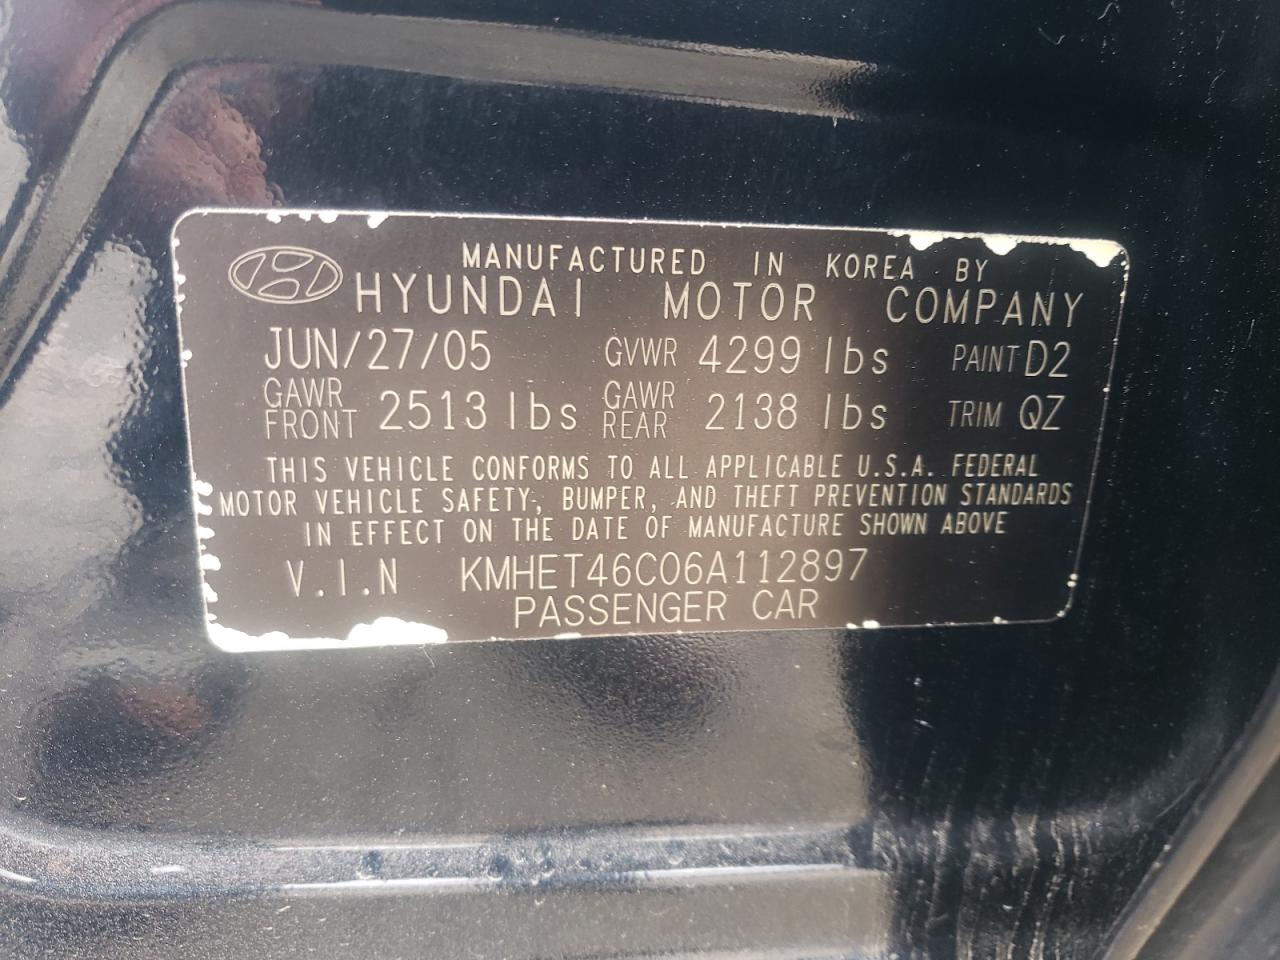 MANUFACTURED IN KOREA BY
HYUNDAI MOTOR COMPANY
JUN/27/05 GVWR 4299 lbs PAINT D2
GAWR FRONT 2513 lbs GAWR REAR 2138 lbs TRIM QZ
THIS VEHICLE CONFORMS TO ALL APPLICABLE U.S.A. FEDERAL
MOTOR VEHICLE SAFETY, BUMPER, AND THEFT PREVENTION STANDARDS
IN EFFECT ON THE DATE OF MANUFACTURE SHOWN ABOVE
V.I.N KMHET46C06A112897
PASSENGER CAR